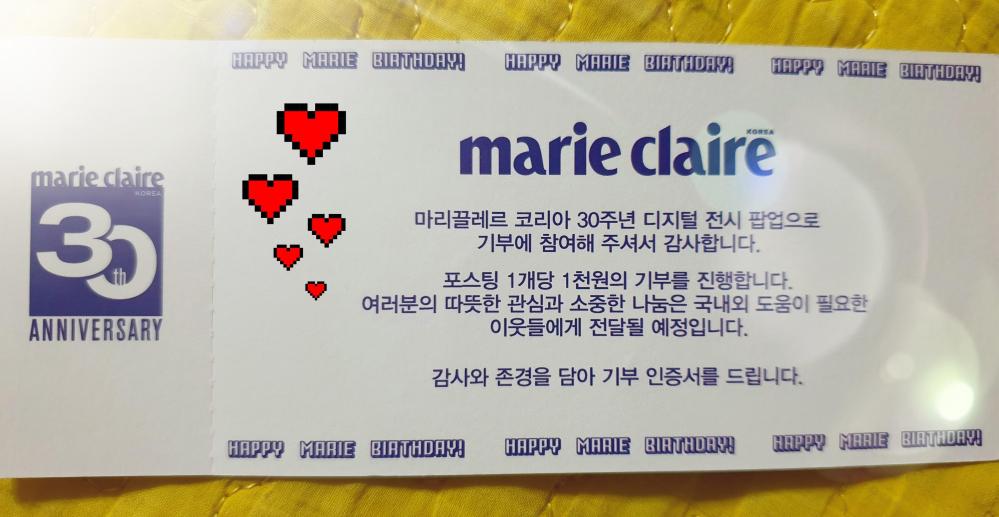 HAPPY MARIE BIRTHDAY! HAPPY MARIE BIRTHDAY! HAPPY MARIE BIRTHDAY!
marie claire
KOREA
30th
ANNIVERSARY
marie claire KOREA
마리끌레르 코리아 30주년 디지털 전시 팝업으로
기부에 참여해 주셔서 감사합니다.
포스팅 1개당 1천원의 기부를 진행합니다.
여러분의 따뜻한 관심과 소중한 나눔은 국내외 도움이 필요한
이웃들에게 전달될 예정입니다.
감사와 존경을 담아 기부 인증서를 드립니다.
HAPPY MARIE BIRTHDAY! HAPPY MARIE BIRTHDAY! HAPPY MARIE BIRTHDAY!